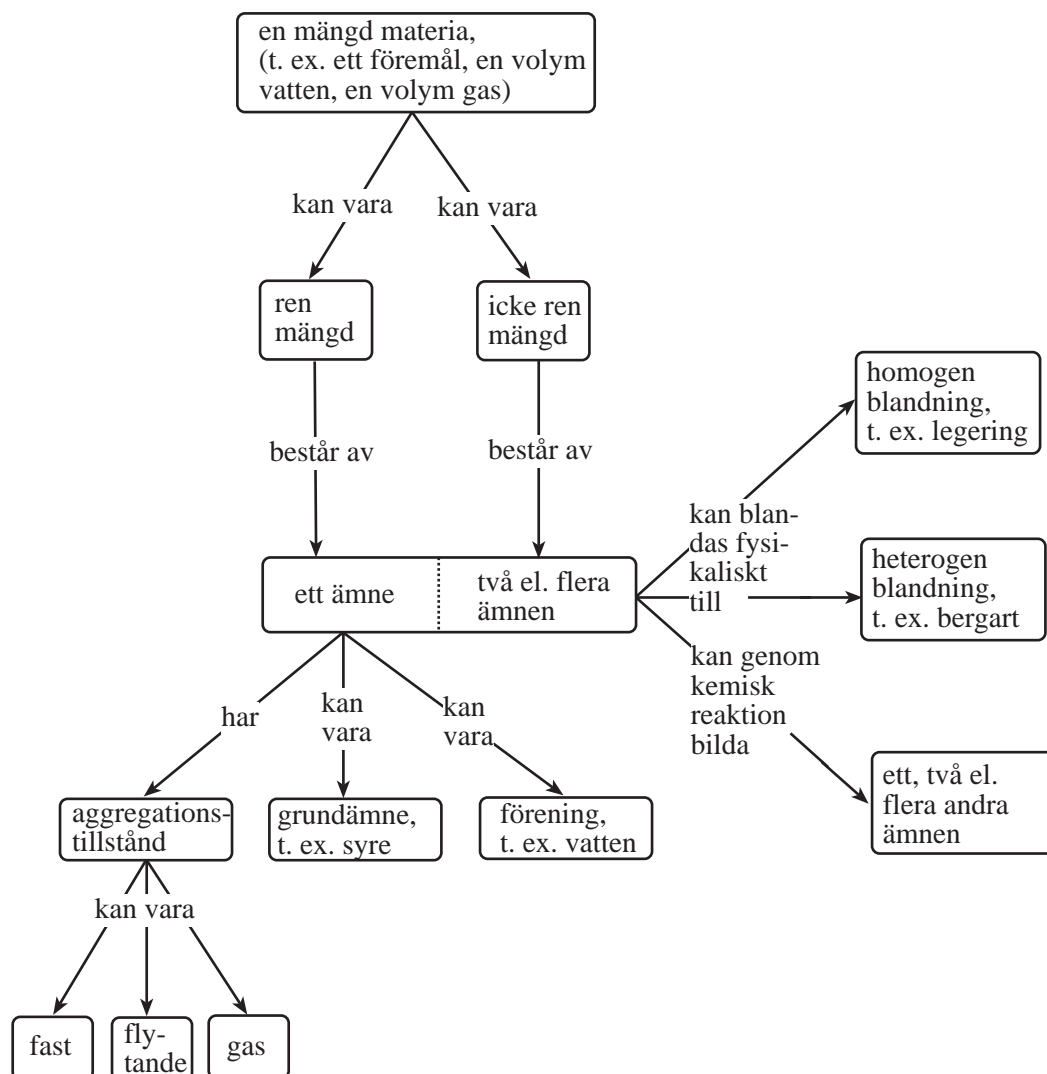 en mängd materia,
(t. ex. ett föremål, en volym
vatten, en volym gas)
kan vara
kan vara
ren
mängd
icke ren
mängd
består av
består av
ett ämne
två el. flera
ämnen
kan blan-
das fysi-
kaliskt
till
homogen
blandning,
t. ex. legering
heterogen
blandning,
t. ex. bergart
kan genom
kemisk
reaktion
bilda
ett, två el.
flera andra
ämnen
har
kan
vara
kan
vara
aggregations-
tillstånd
grundämne,
t. ex. syre
förening,
t. ex. vatten
kan vara
fast
fly-
tande
gas